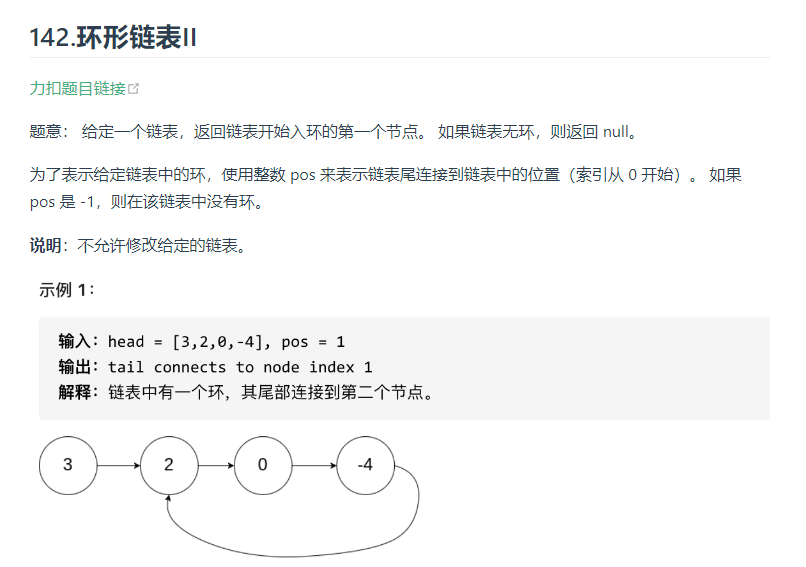 142.环形链表II
力扣题目链接
题意： 给定一个链表，返回链表开始入环的第一个节点。 如果链表无环，则返回 null。
为了表示给定链表中的环，使用整数 pos 来表示链表尾连接到链表中的位置（索引从 0 开始）。 如果
pos 是 -1，则在该链表中没有环。
说明：不允许修改给定的链表。
示例 1：
输入：head = [3,2,0,-4], pos = 1
输出：tail connects to node index 1
解释：链表中有一个环，其尾部连接到第二个节点。
3 2 0 -4